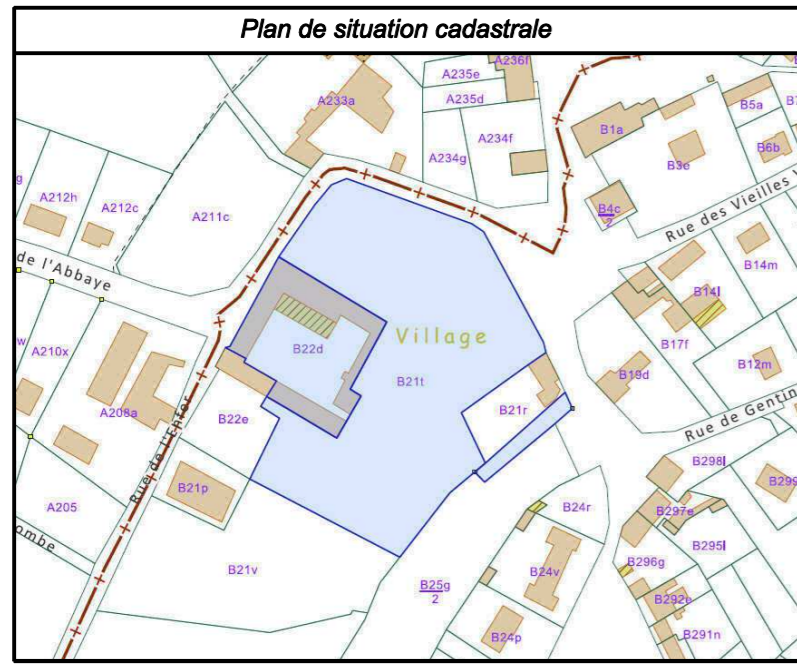 Plan de situation cadastrale
A236f
A235e
A235d
A233a
B5a
B1a
A234f
A234g
B3e
B6b
A212h
A212c
A211c
B4c
2
Rue des Vieilles
de l'Abbaye
B14m
B14l
Village
B17f
B22d
A210x
B12m
B19d
B21t
A208a
B21r
B22e
Rue de Gentin
Rue de l'Enfer
B298l
B21p
B299
A205
B24r
B297e
B295l
ombe
B21v
B24v
B296g
B25g
2
B292e
B24p
B291n